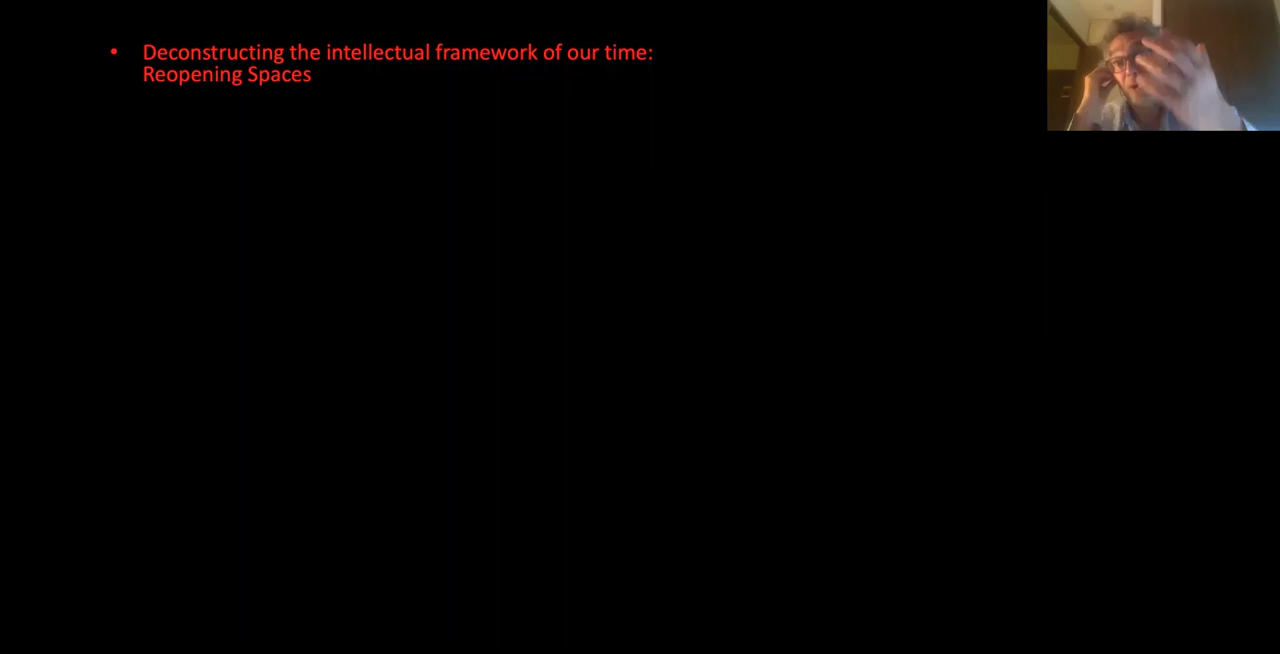 • Deconstructing the intellectual framework of our time:
Reopening Spaces